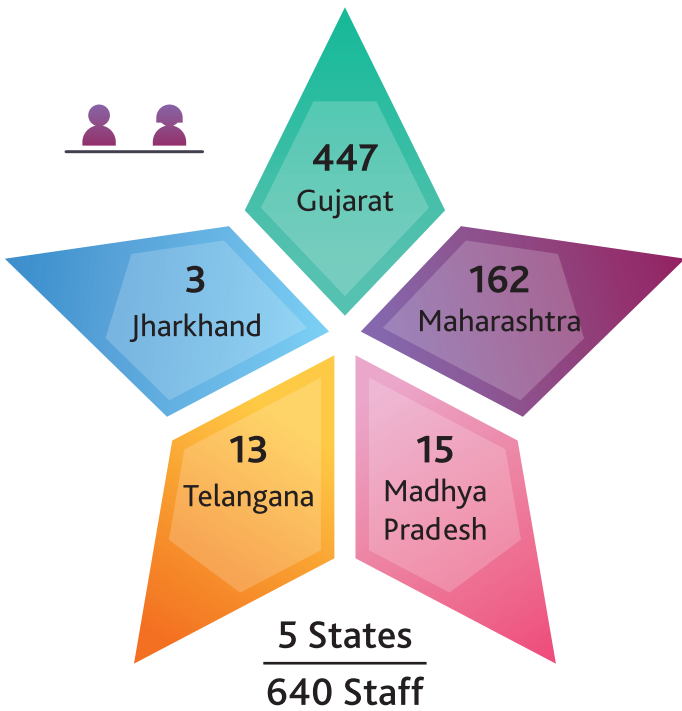 447
Gujarat
3
Jharkhand
162
Maharashtra
13
Telangana
15
Madhya
Pradesh
5 States
640 Staff